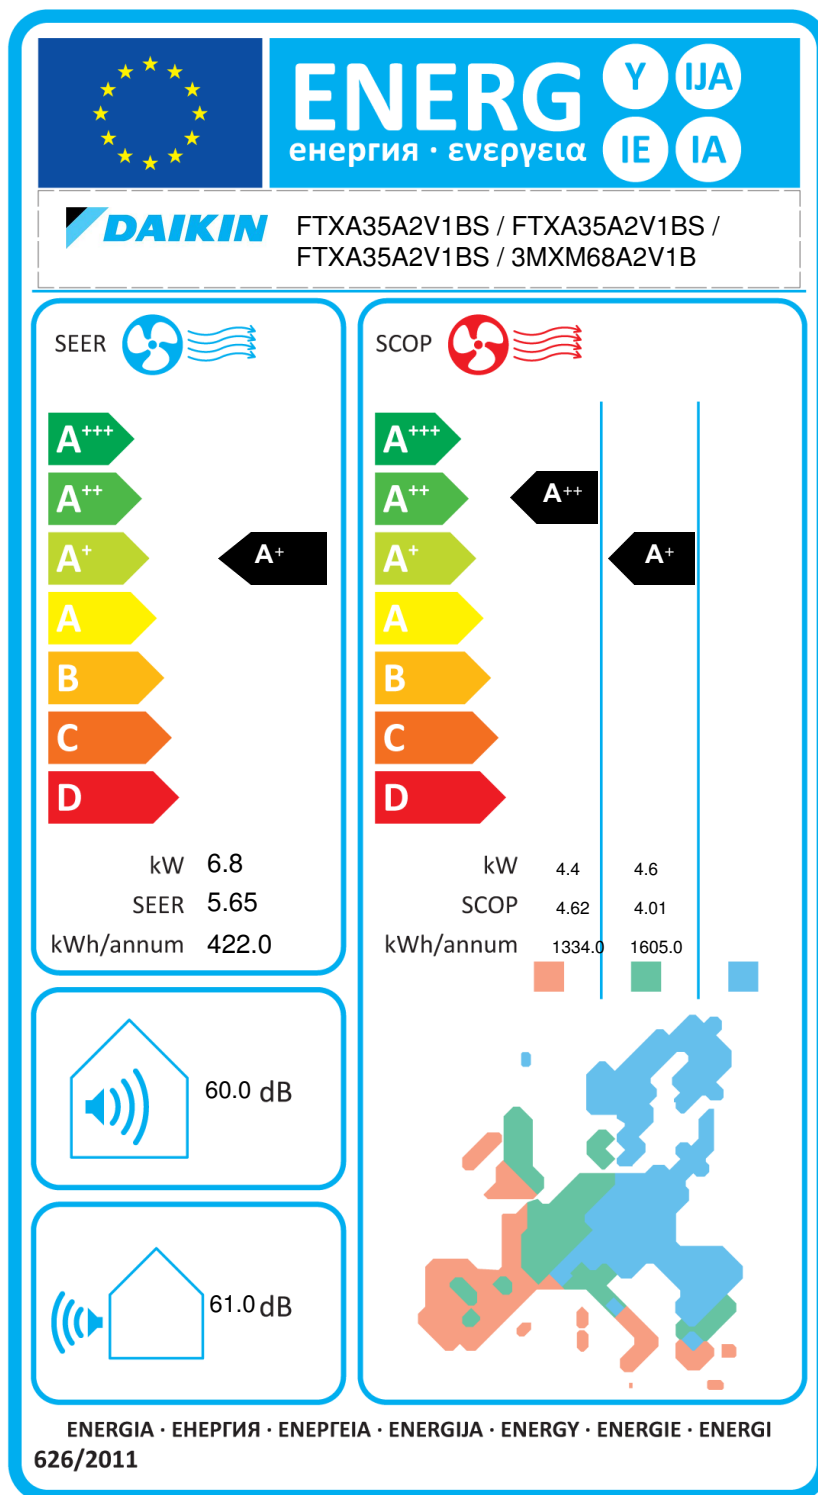 ENERG
Y IJA
IE IA
енергия · ενεργεια
DAIKIN
FTXA35A2V1BS / FTXA35A2V1BS /
FTXA35A2V1BS / 3MXM68A2V1B
SEER
A+++
A++
A+
A
B
C
D
A+
kW 6.8
SEER 5.65
kWh/annum 422.0
SCOP
A+++
A++
A+
A
B
C
D
A++
A+
kW 4.4 4.6
SCOP 4.62 4.01
kWh/annum 1334.0 1605.0
60.0 dB
61.0 dB
ENERGIA · ЕНЕРГИЯ · ΕΝΕΡΓΕΙΑ · ENERGIJA · ENERGY · ENERGIE · ENERGI
626/2011